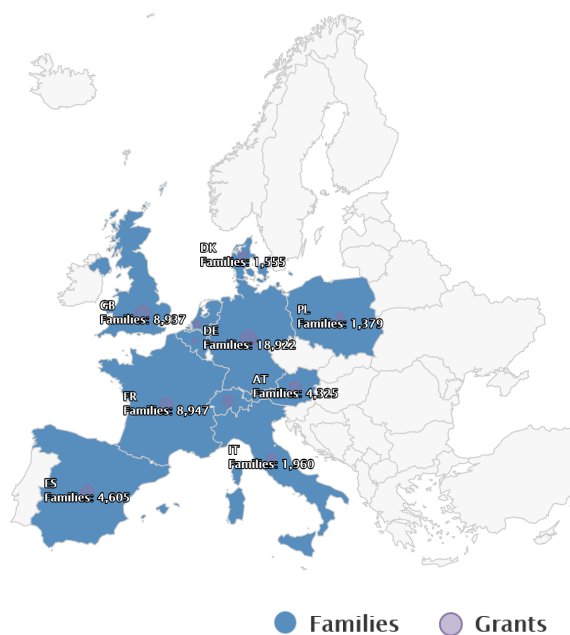 DK
Families: 1,555
GB
Families: 8,937
PL
Families: 1,379
DE
Families: 18,922
AT
Families: 4,325
FR
Families: 8,947
IT
Families: 1,960
ES
Families: 4,605
Families
Grants